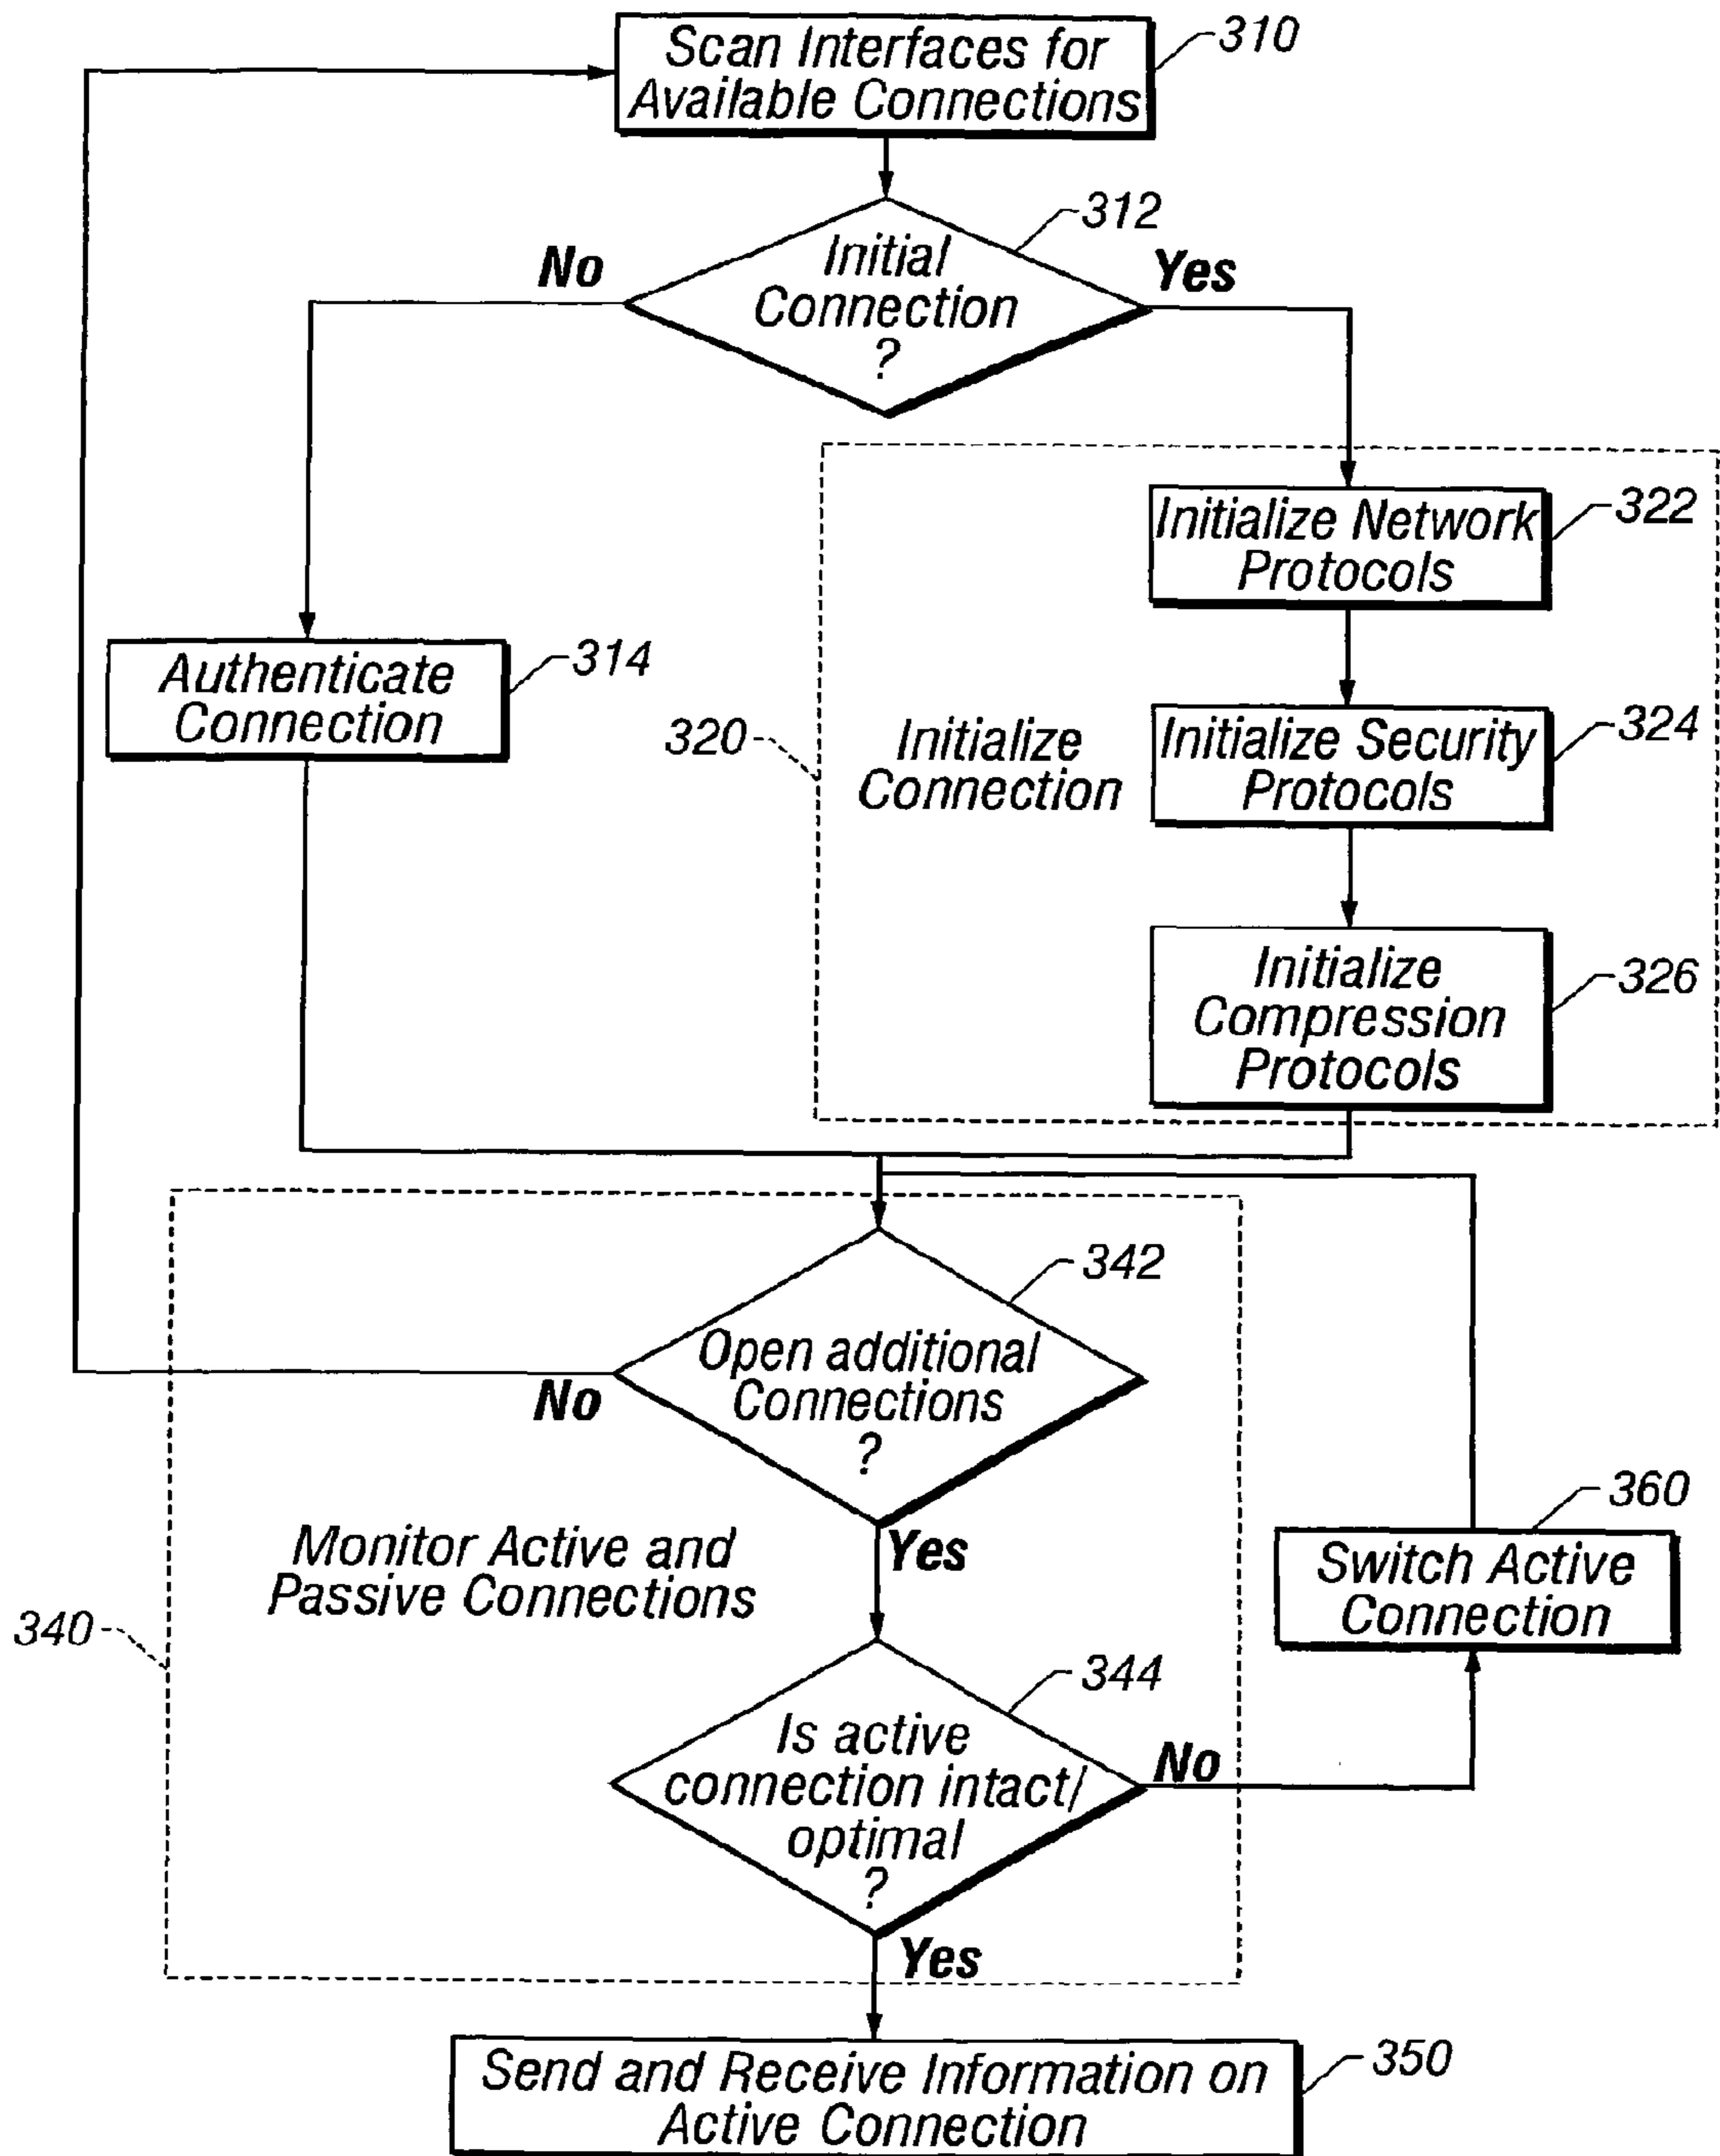 Scan Interfaces for
Available Connections
310
312
Initial
Connection
?
No
Yes
322
Initialize Network
Protocols
314
Authenticate
Connection
320
Initialize
Connection
324
Initialize Security
Protocols
326
Initialize
Compression
Protocols
342
Open additional
Connections
?
No
Yes
340
Monitor Active and
Passive Connections
360
Switch Active
Connection
344
Is active
connection intact/
optimal
?
No
Yes
350
Send and Receive Information on
Active Connection